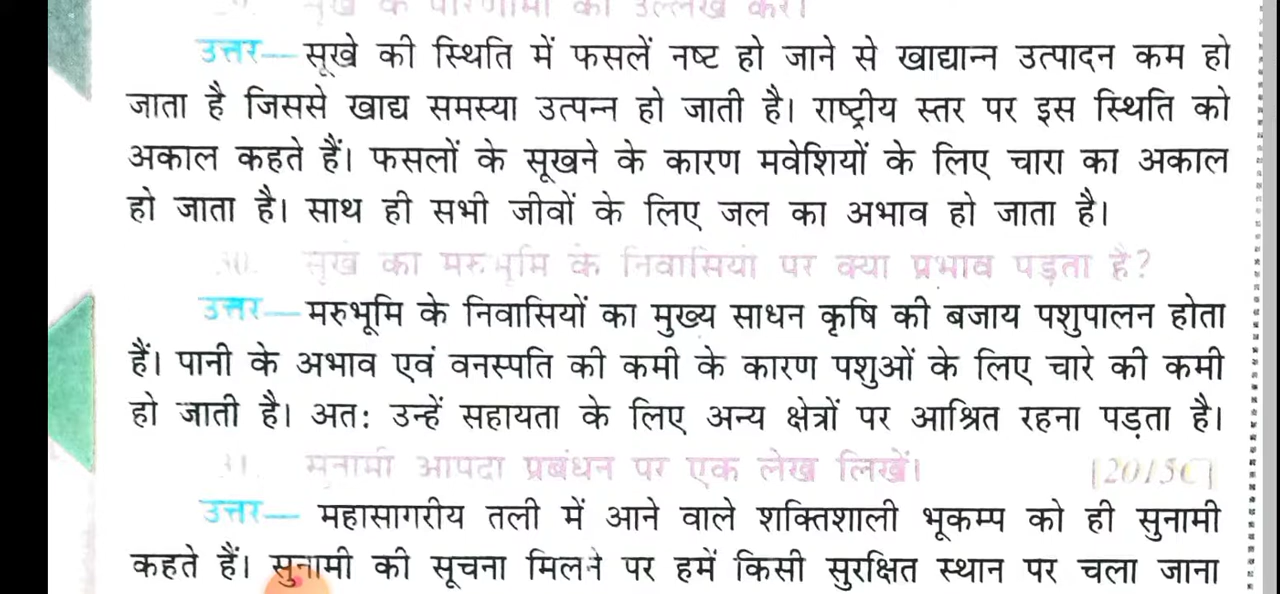 सूखे के परिणामों का उल्लेख करें।
उत्तर— सूखे की स्थिति में फसलें नष्ट हो जाने से खाद्यान्न उत्पादन कम हो
जाता है जिससे खाद्य समस्या उत्पन्न हो जाती है। राष्ट्रीय स्तर पर इस स्थिति को
अकाल कहते हैं। फसलों के सूखने के कारण मवेशियों के लिए चारा का अकाल
हो जाता है। साथ ही सभी जीवों के लिए जल का अभाव हो जाता है।
30. सूखे का मरुभूमि के निवासियों पर क्या प्रभाव पड़ता है?
उत्तर— मरुभूमि के निवासियों का मुख्य साधन कृषि की बजाय पशुपालन होता
हैं। पानी के अभाव एवं वनस्पति की कमी के कारण पशुओं के लिए चारे की कमी
हो जाती है। अतः उन्हें सहायता के लिए अन्य क्षेत्रों पर आश्रित रहना पड़ता है।
31. सुनामी आपदा प्रबंधन पर एक लेख लिखें। [2015C]
उत्तर— महासागरीय तली में आने वाले शक्तिशाली भूकम्प को ही सुनामी
कहते हैं। सुनामी की सूचना मिलने पर हमें किसी सुरक्षित स्थान पर चला जाना